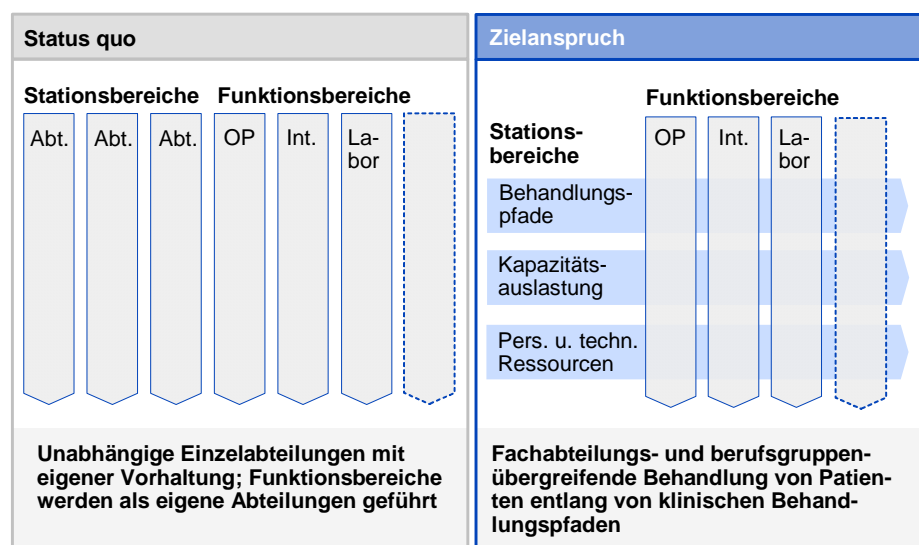 Status quo
Stationsbereiche Funktionsbereiche
Abt. Abt. Abt. OP Int. La-
bor
Unabhängige Einzelabteilungen mit
eigener Vorhaltung; Funktionsbereiche
werden als eigene Abteilungen geführt
Zielanspruch
Funktionsbereiche
Stations-
bereiche
OP Int. La-
bor
Behandlungs-
pfade
Kapazitäts-
auslastung
Pers. u. techn.
Ressourcen
Fachabteilungs- und berufsgruppen-
übergreifende Behandlung von Patien-
ten entlang von klinischen Behand-
lungspfaden